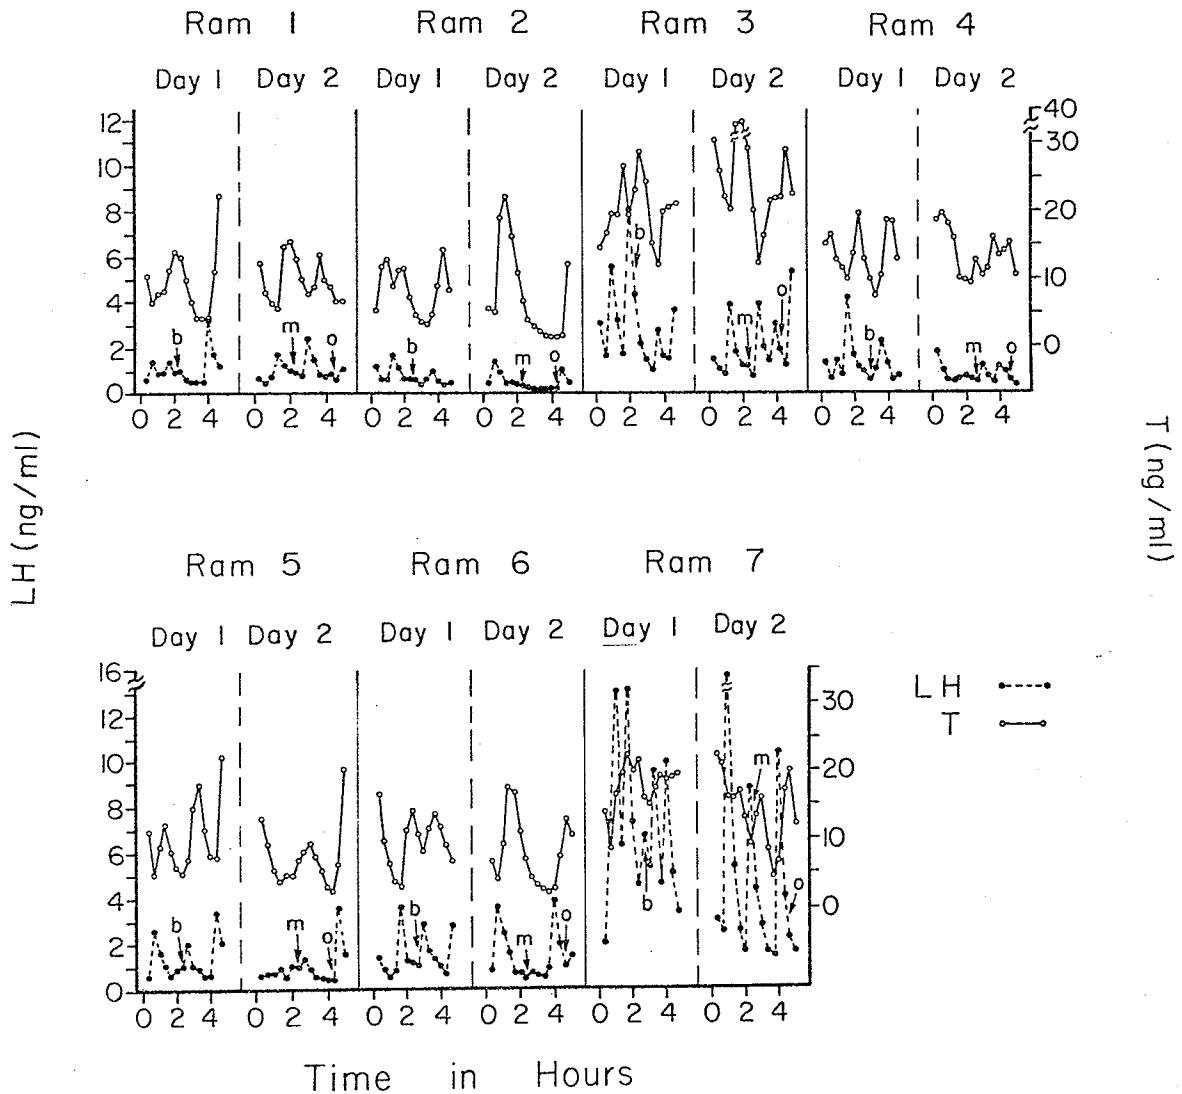 Ram 1 Ram 2 Ram 3 Ram 4
Day 1 Day 2 Day 1 Day 2 Day 1 Day 2 Day 1 Day 2
12 10 8 6 4 2 0
40 30 20 10 0
b m o b m o b m o b m o
0 2 4 0 2 4 0 2 4 0 2 4 0 2 4 0 2 4 0 2 4 0 2 4
LH (ng/ml)
T (ng/ml)
Ram 5 Ram 6 Ram 7
Day 1 Day 2 Day 1 Day 2 Day 1 Day 2
16 12 10 8 6 4 2 0
30 20 10 0
b m o b m o b m o
0 2 4 0 2 4 0 2 4 0 2 4 0 2 4 0 2 4
LH
T
Time in Hours